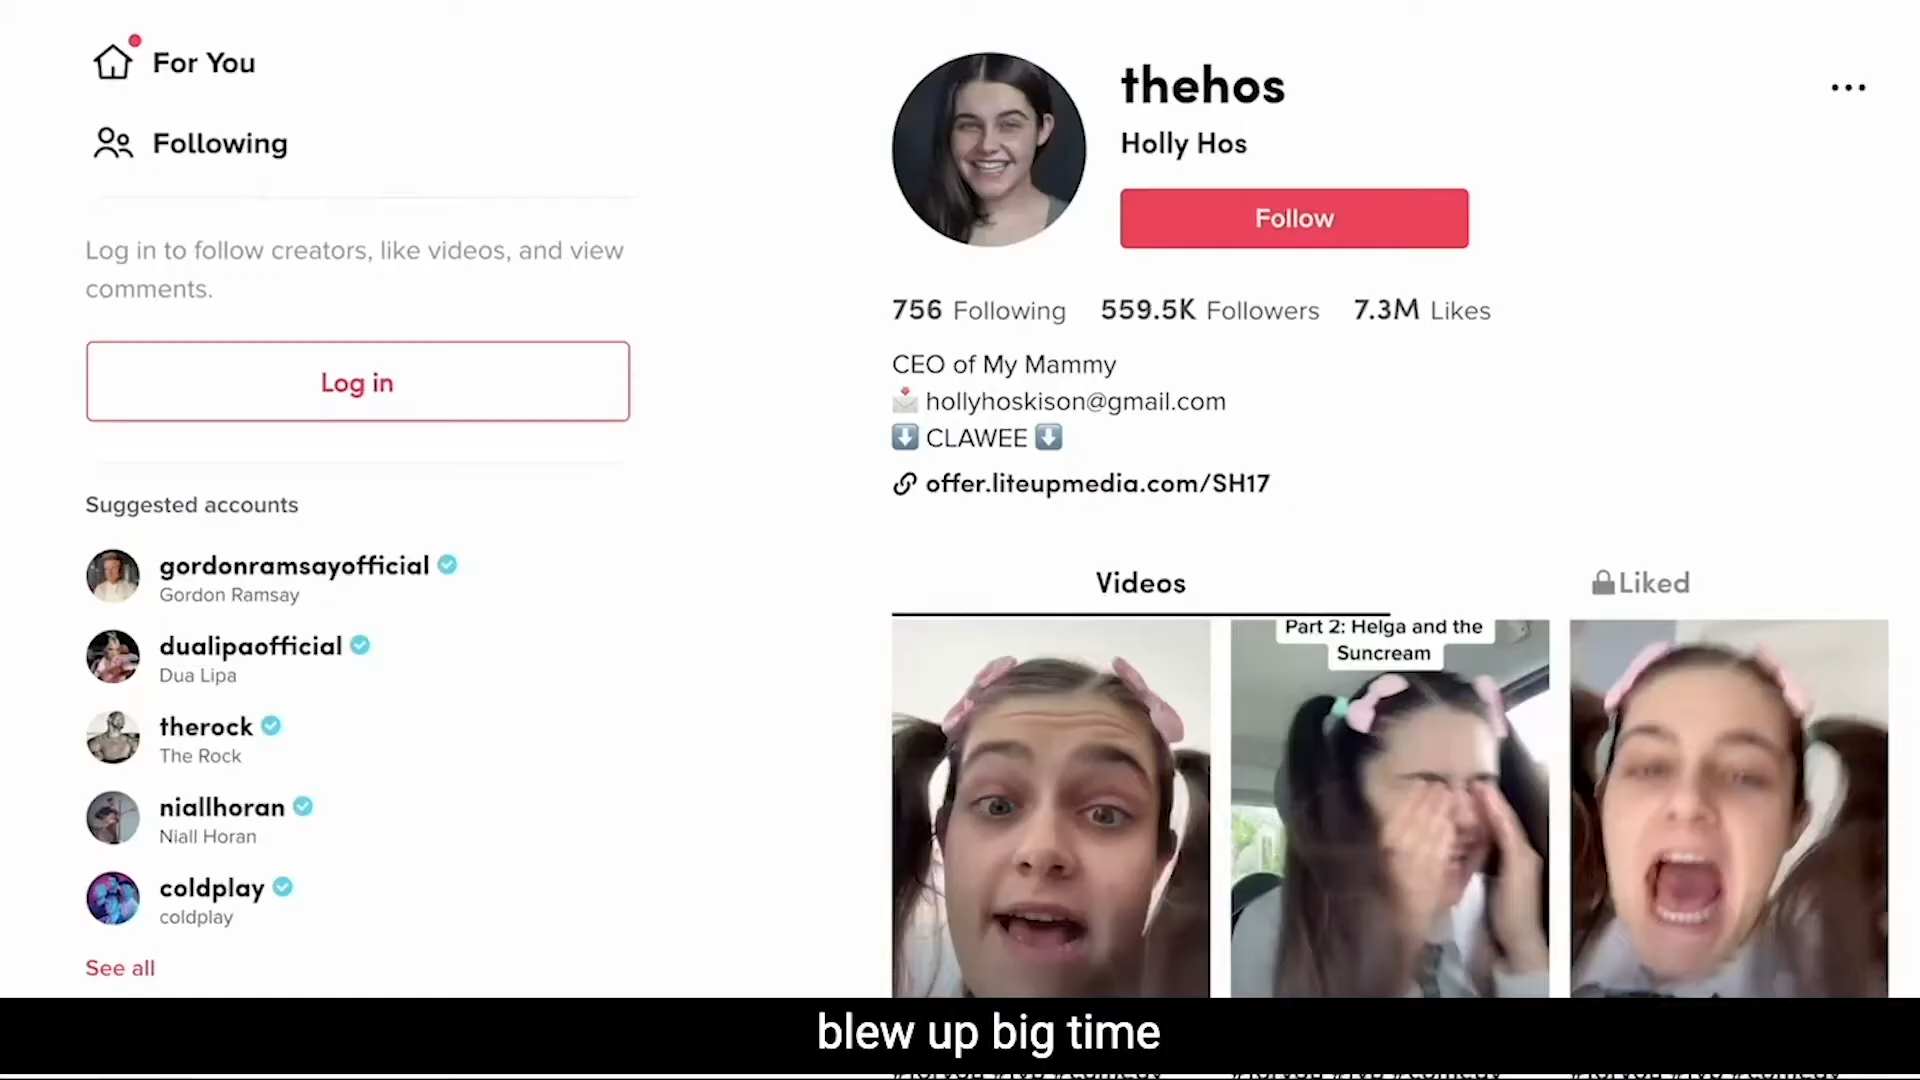 For You
Following
Log in to follow creators, like videos, and view
comments.
Log in
Suggested accounts
gordonramsayofficial
Gordon Ramsay
dualipaofficial
Dua Lipa
therock
The Rock
niallhoran
Niall Horan
coldplay
coldplay
See all
thehos
Holly Hos
Follow
756 Following 559.5K Followers 7.3M Likes
CEO of My Mammy
hollyhoskison@gmail.com
CLAWEE
offer.liteupmedia.com/SH17
Videos
Liked
Part 2: Helga and the
Suncream
blew up big time